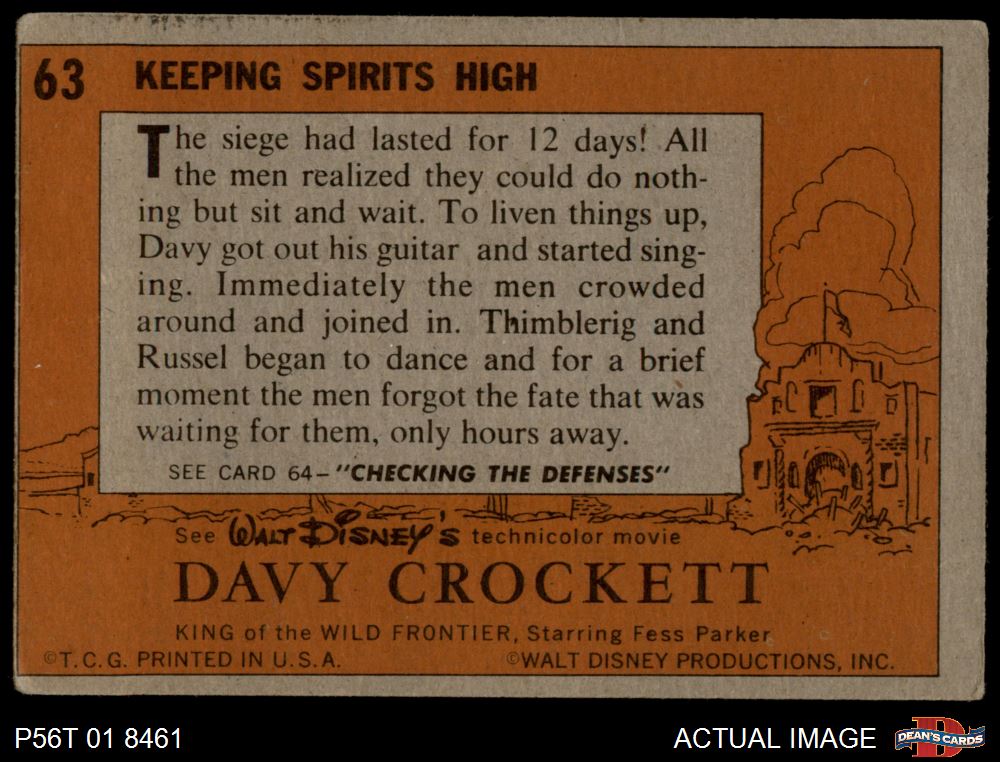 63 KEEPING SPIRITS HIGH
The siege had lasted for 12 days! All
the men realized they could do noth-
ing but sit and wait. To liven things up,
Davy got out his guitar and started sing-
ing. Immediately the men crowded
around and joined in. Thimblerig and
Russel began to dance and for a brief
moment the men forgot the fate that was
waiting for them, only hours away.
SEE CARD 64–"CHECKING THE DEFENSES"
See WALT DISNEY'S technicolor movie
DAVY CROCKETT
KING of the WILD FRONTIER, Starring Fess Parker
©T.C.G. PRINTED IN U.S.A. ©WALT DISNEY PRODUCTIONS, INC.
P56T 01 8461 ACTUAL IMAGE DEAN'S CARDS